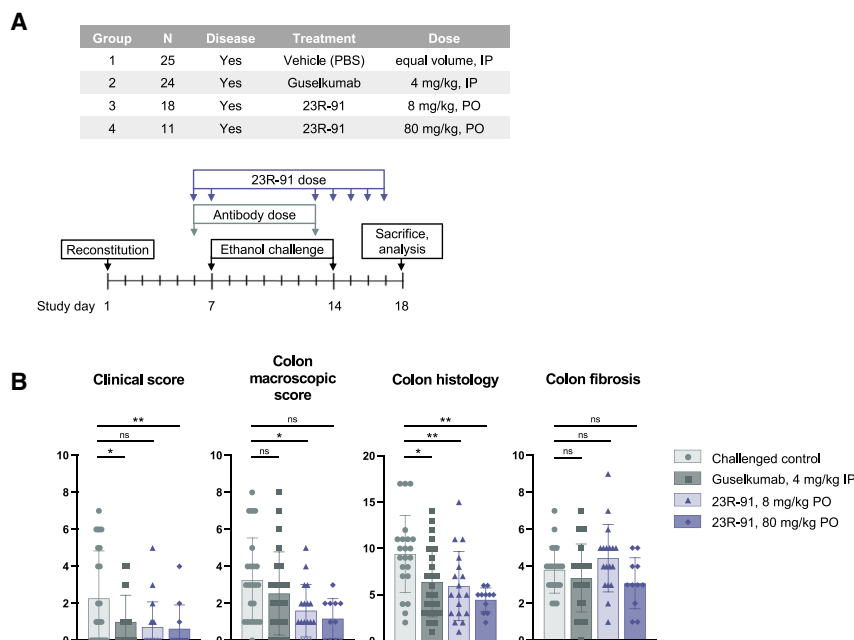 A
Group N Disease Treatment Dose
1 25 Yes Vehicle (PBS) equal volume, IP
2 24 Yes Guselkumab 4 mg/kg, IP
3 18 Yes 23R-91 8 mg/kg, PO
4 11 Yes 23R-91 80 mg/kg, PO
23R-91 dose
Antibody dose
Reconstitution
Ethanol challenge
Sacrifice,
analysis
Study day 1 7 14 18
B
Clinical score
**
ns
*
10
8
6
4
2
0
Colon
macroscopic
score
ns
*
ns
10
8
6
4
2
0
Colon histology
**
**
*
20
15
10
5
0
Colon fibrosis
ns
ns
ns
10
8
6
4
2
0
Challenged control
Guselkumab, 4 mg/kg IP
23R-91, 8 mg/kg PO
23R-91, 80 mg/kg PO